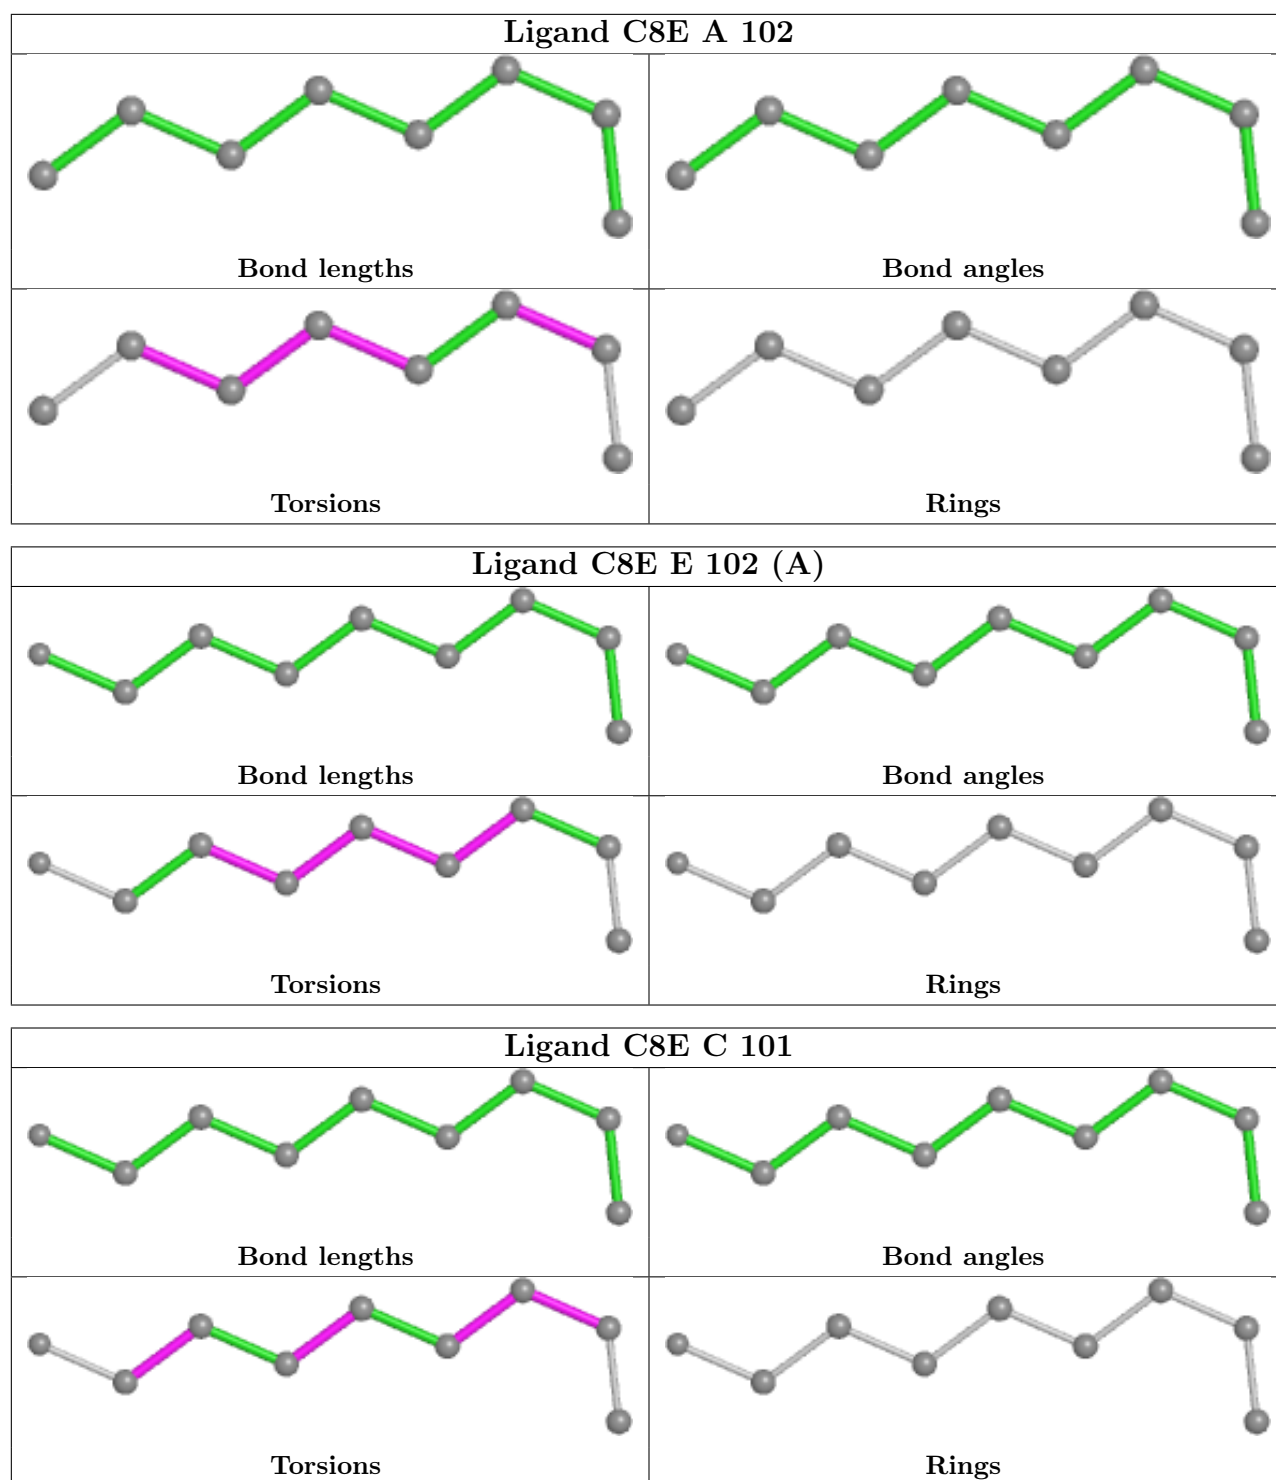 Ligand C8E A 102
Bond lengths
Bond angles
Torsions
Rings
Ligand C8E E 102 (A)
Bond lengths
Bond angles
Torsions
Rings
Ligand C8E C 101
Bond lengths
Bond angles
Torsions
Rings